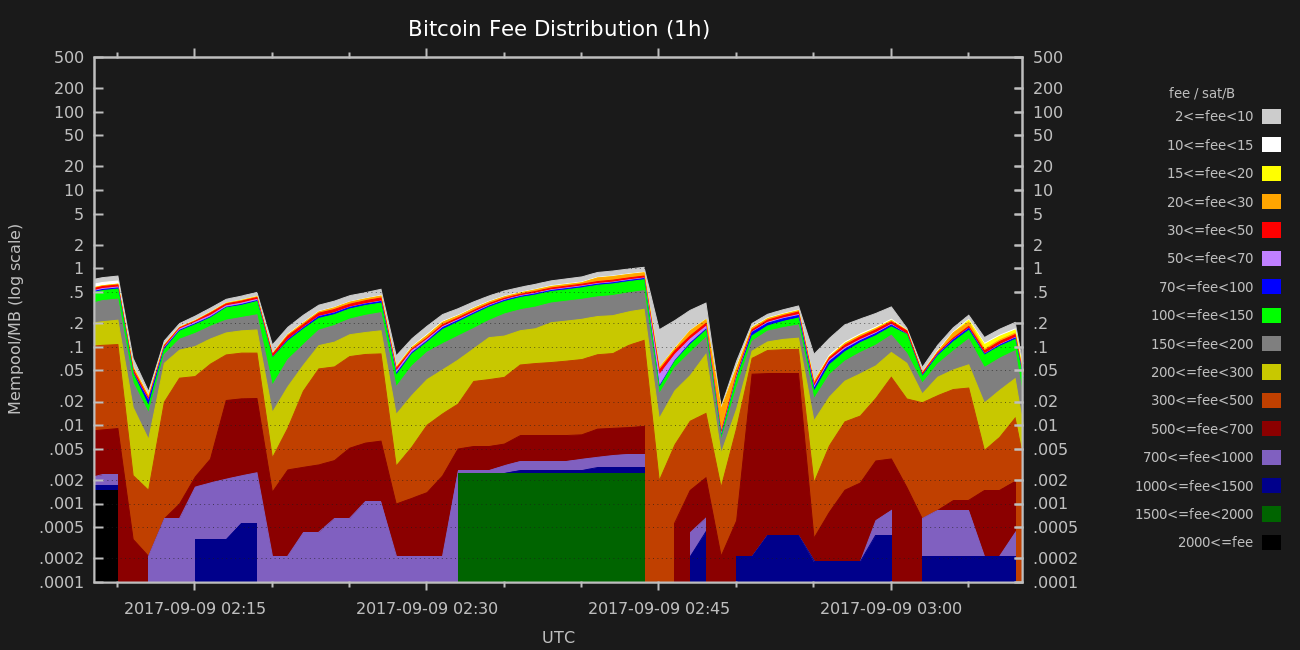 Bitcoin Fee Distribution (1h)
Mempool/MB (log scale)
500
200
100
50
20
10
5
2
1
.5
.2
.1
.05
.02
.01
.005
.002
.001
.0005
.0002
.0001
500
200
100
50
20
10
5
2
1
.5
.2
.1
.05
.02
.01
.005
.002
.001
.0005
.0002
.0001
2017-09-09 02:15
2017-09-09 02:30
2017-09-09 02:45
2017-09-09 03:00
UTC
fee / sat/B
2<=fee<10
10<=fee<15
15<=fee<20
20<=fee<30
30<=fee<50
50<=fee<70
70<=fee<100
100<=fee<150
150<=fee<200
200<=fee<300
300<=fee<500
500<=fee<700
700<=fee<1000
1000<=fee<1500
1500<=fee<2000
2000<=fee